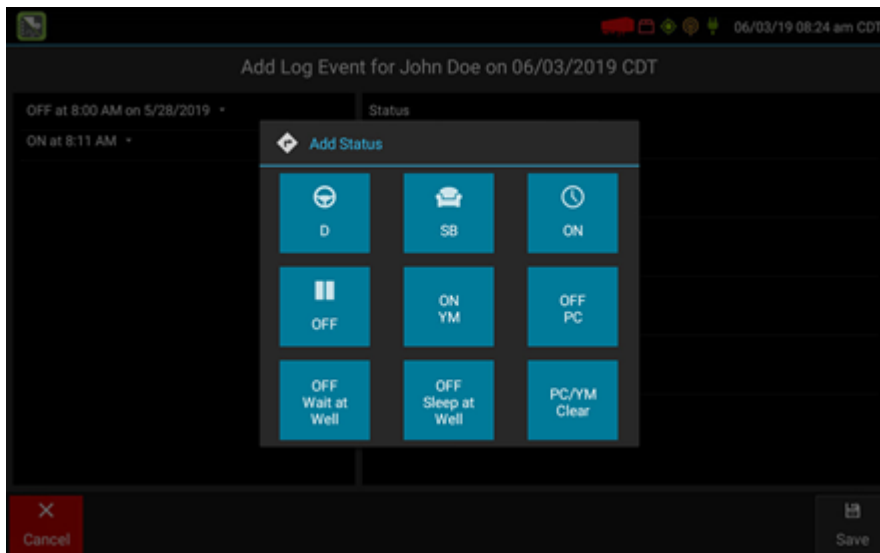 06/03/19 08:24 am CDT
Add Log Event for John Doe on 06/03/2019 CDT
OFF at 8:00 AM on 5/28/2019
Status
ON at 8:11 AM
Add Status
D
SB
ON
OFF
ON
YM
OFF
PC
OFF
Wait at
Well
OFF
Sleep at
Well
PC/YM
Clear
Cancel
Save